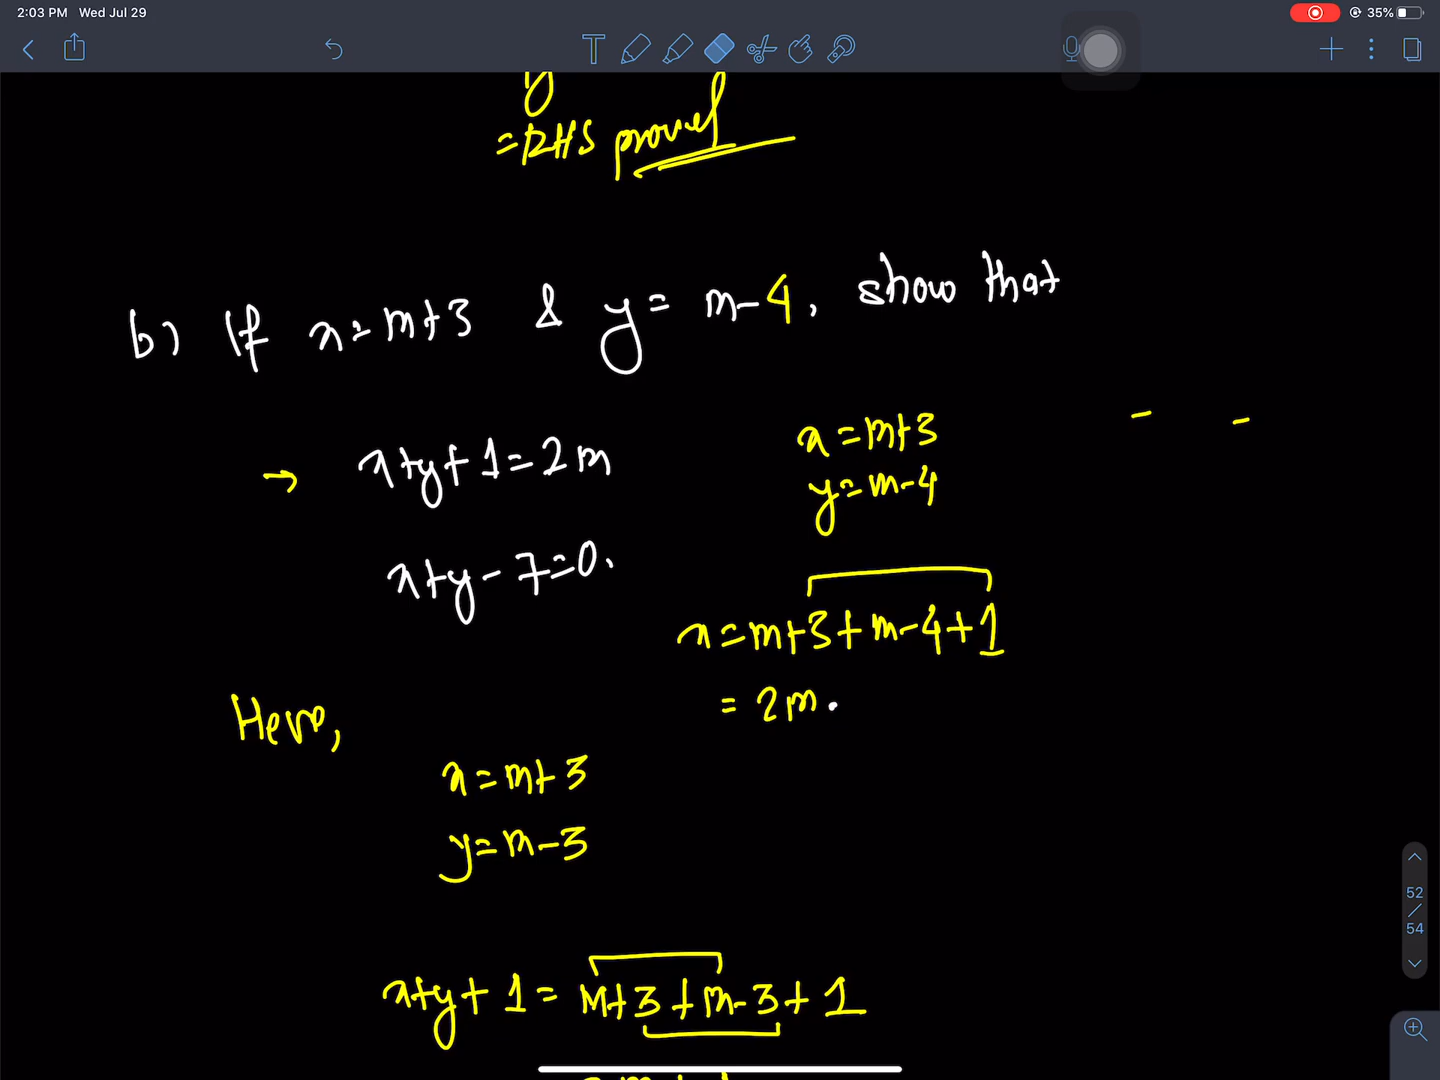 2:03 PM Wed Jul 29
35%
=RHS proved
b) If x=m+3 & y=m-4, show that
→ x+y+1=2m
x+y-7=0.
x=m+3
y=m-4
x=m+3+m-4+1
=2m.
Here,
x=m+3
y=m-3
x+y+1=m+3+m-3+1
52
/
54